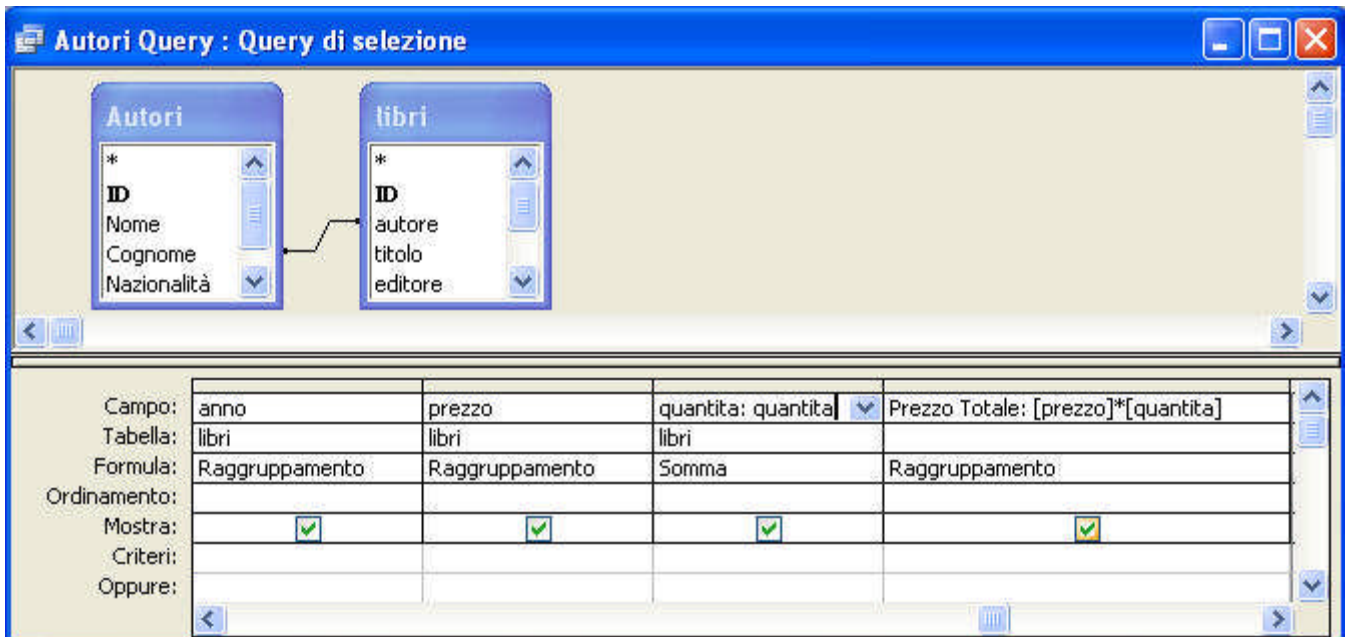 Autori Query : Query di selezione
Autori
*
ID
Nome
Cognome
Nazionalità
libri
*
ID
autore
titolo
editore
Campo: anno prezzo quantita: quantita Prezzo Totale: [prezzo]*[quantita]
Tabella: libri libri libri
Formula: Raggruppamento Raggruppamento Somma Raggruppamento
Ordinamento:
Mostra:
Criteri:
Oppure: